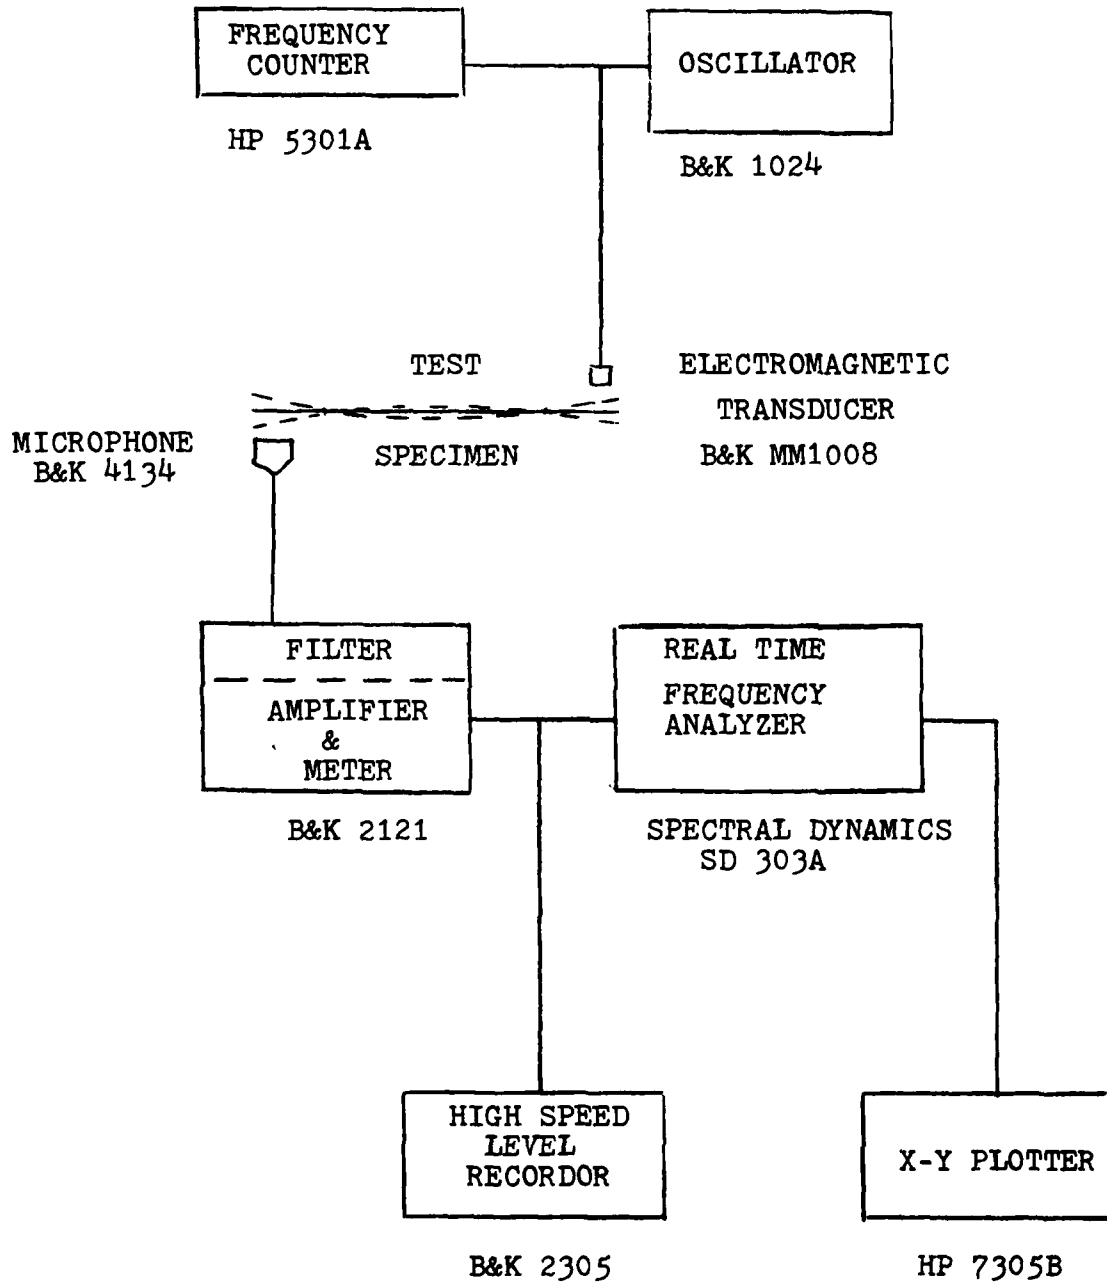 FREQUENCY
COUNTER
HP 5301A
OSCILLATOR
B&K 1024
TEST
SPECIMEN
ELECTROMAGNETIC
TRANSDUCER
B&K MM1008
MICROPHONE
B&K 4134
FILTER
AMPLIFIER
&
METER
B&K 2121
REAL TIME
FREQUENCY
ANALYZER
SPECTRAL DYNAMICS
SD 303A
HIGH SPEED
LEVEL
RECORDOR
B&K 2305
X-Y PLOTTER
HP 7305B